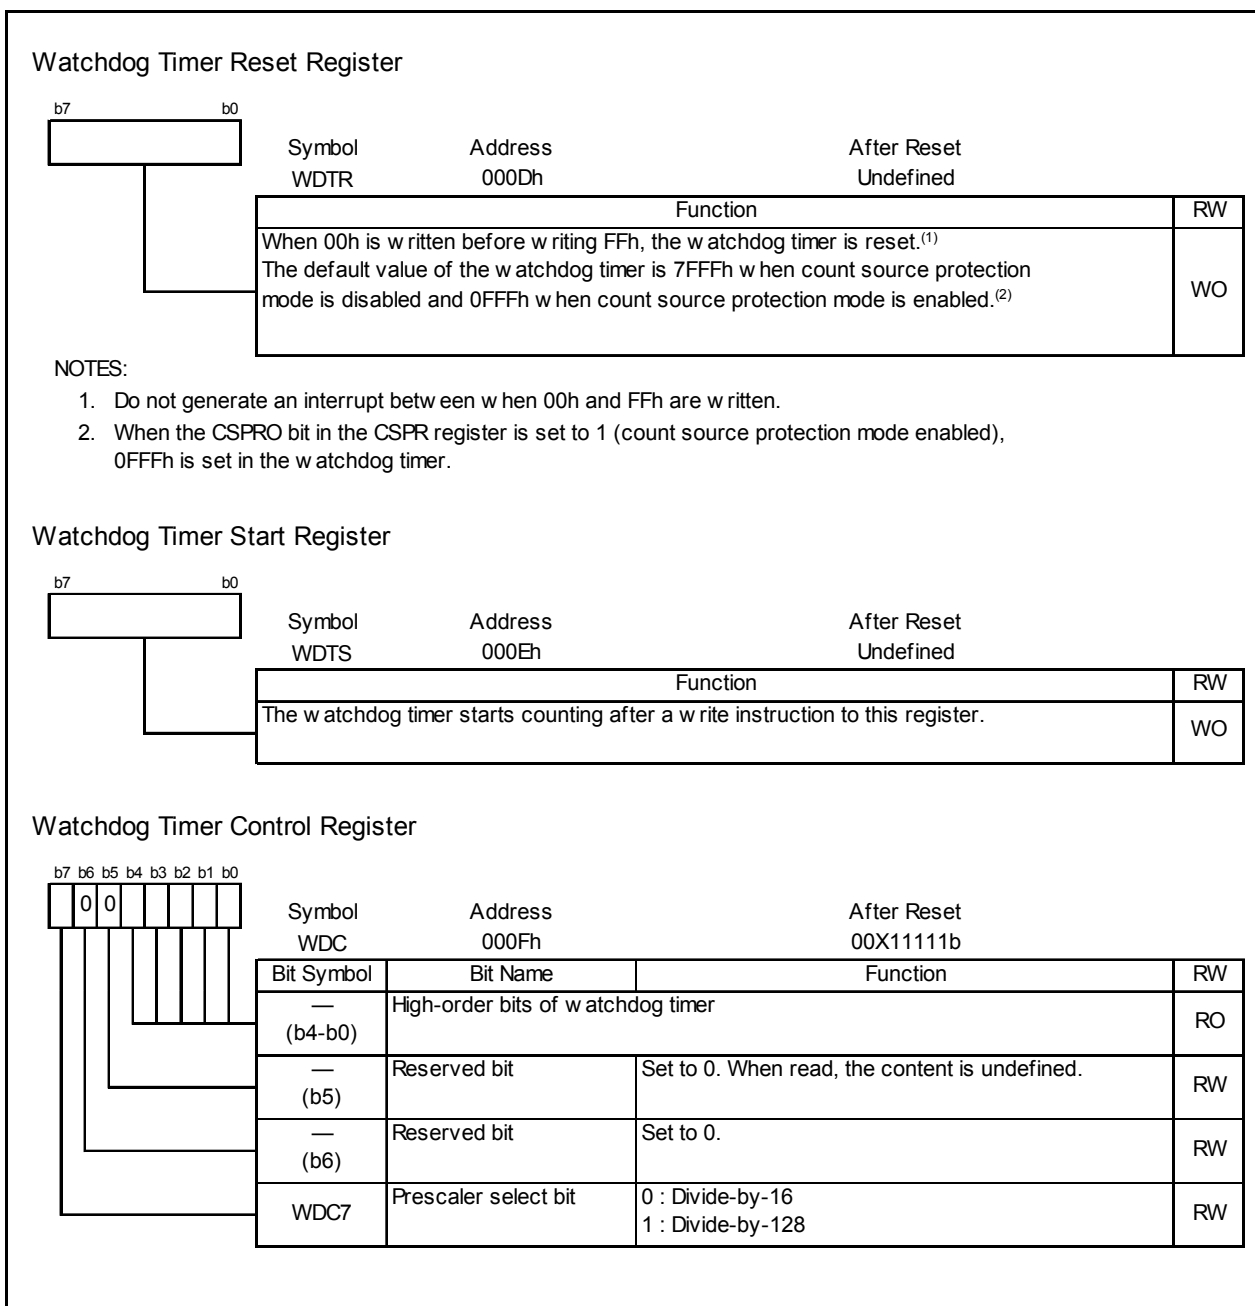 Watchdog Timer Reset Register
b7 b0
Symbol Address After Reset
WDTR 000Dh Undefined
Function RW
When 00h is written before writing FFh, the watchdog timer is reset.(1)
The default value of the watchdog timer is 7FFFh when count source protection
mode is disabled and 0FFFh when count source protection mode is enabled.(2)
WO
NOTES:
1. Do not generate an interrupt between when 00h and FFh are written.
2. When the CSPRO bit in the CSPR register is set to 1 (count source protection mode enabled),
0FFFh is set in the watchdog timer.
Watchdog Timer Start Register
b7 b0
Symbol Address After Reset
WDTS 000Eh Undefined
Function RW
The watchdog timer starts counting after a write instruction to this register.
WO
Watchdog Timer Control Register
b7 b6 b5 b4 b3 b2 b1 b0
0 0
Symbol Address After Reset
WDC 000Fh 00X11111b
Bit Symbol Bit Name Function RW
—
(b4-b0)
High-order bits of watchdog timer
RO
—
(b5)
Reserved bit Set to 0. When read, the content is undefined.
RW
—
(b6)
Reserved bit Set to 0.
RW
WDC7
Prescaler select bit 0 : Divide-by-16
1 : Divide-by-128
RW